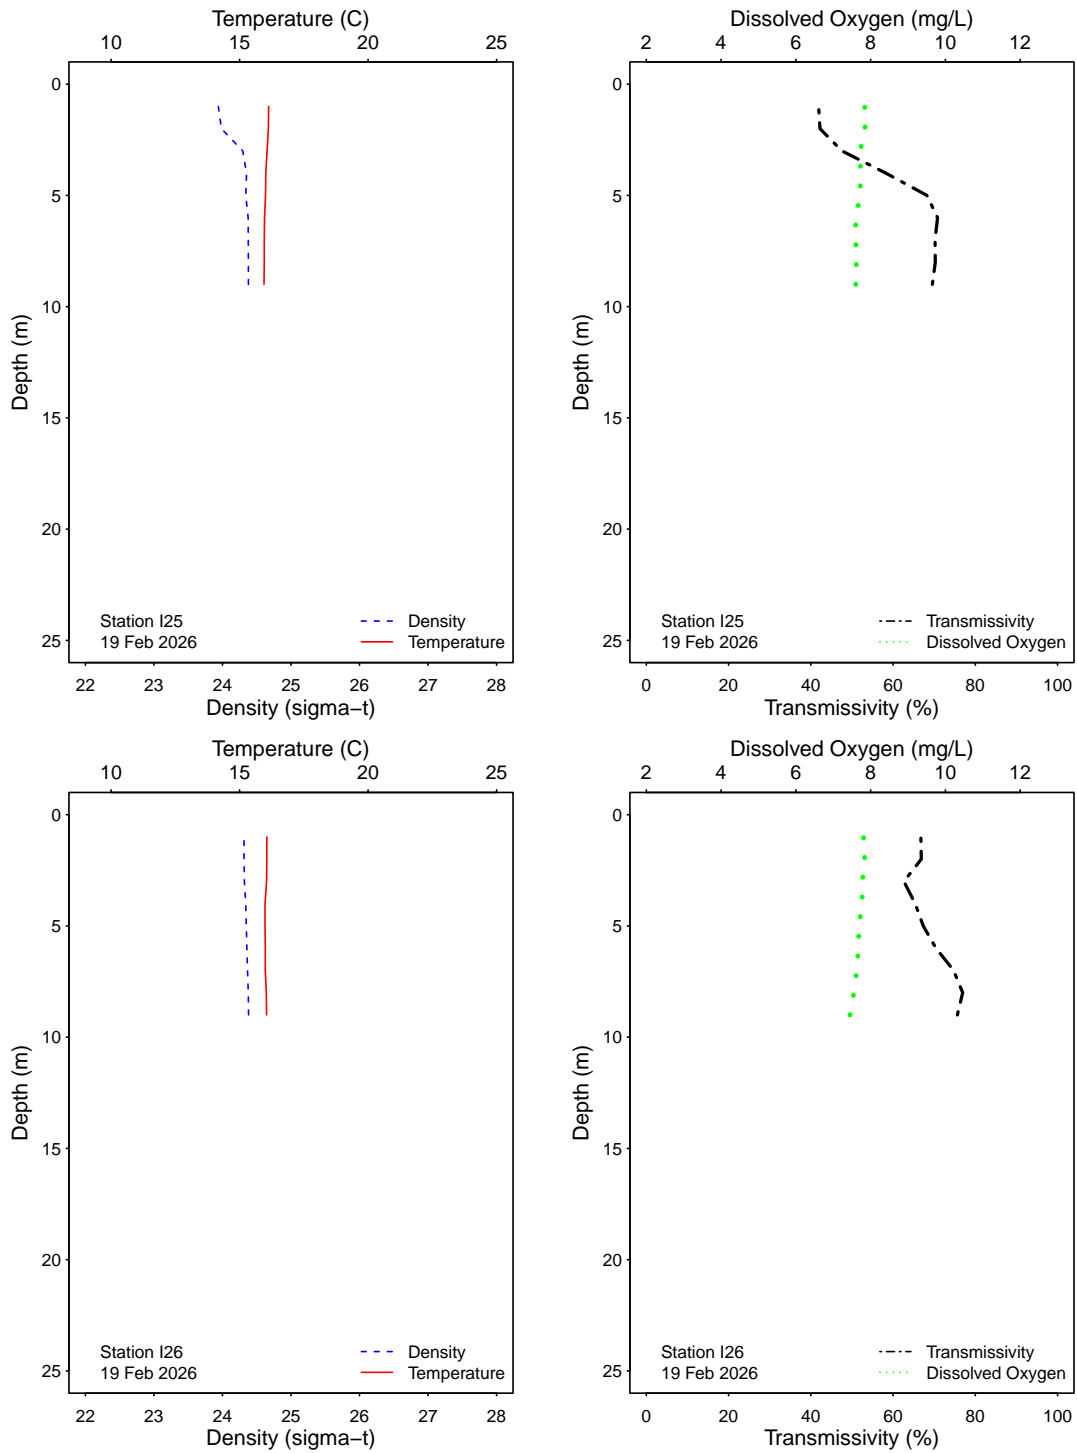 Temperature (C)
10 15 20 25
0
5
10
15
20
25
Depth (m)
Station I25
19 Feb 2026
Density
Temperature
22 23 24 25 26 27 28
Density (sigma−t)
Dissolved Oxygen (mg/L)
2 4 6 8 10 12
0
5
10
15
20
25
Depth (m)
Station I25
19 Feb 2026
Transmissivity
Dissolved Oxygen
0 20 40 60 80 100
Transmissivity (%)
Temperature (C)
10 15 20 25
0
5
10
15
20
25
Depth (m)
Station I26
19 Feb 2026
Density
Temperature
22 23 24 25 26 27 28
Density (sigma−t)
Dissolved Oxygen (mg/L)
2 4 6 8 10 12
0
5
10
15
20
25
Depth (m)
Station I26
19 Feb 2026
Transmissivity
Dissolved Oxygen
0 20 40 60 80 100
Transmissivity (%)